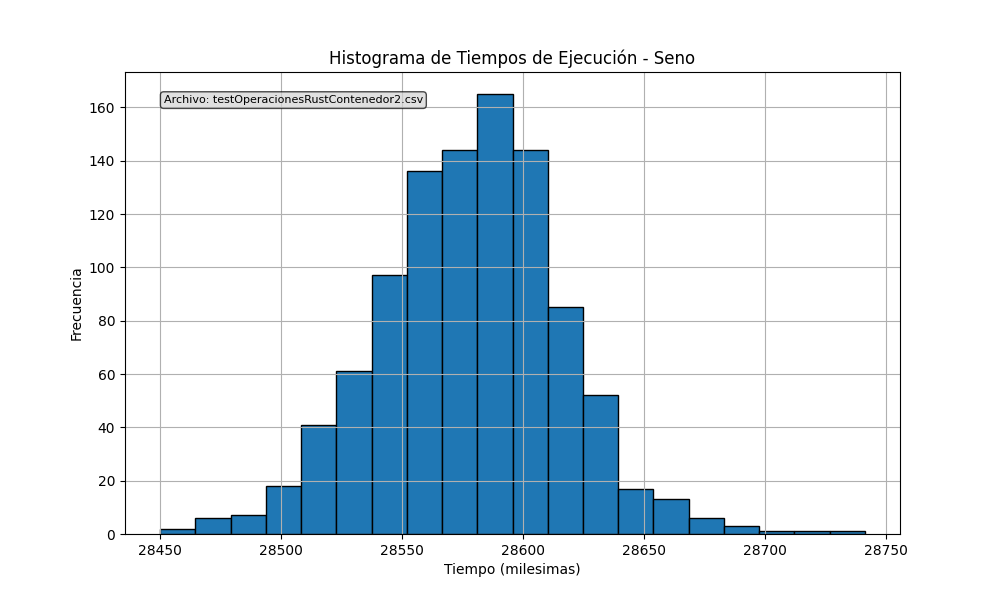 Histograma de Tiempos de Ejecución - Seno
Archivo: testOperacionesRustContenedor2.csv
Frecuencia
160
140
120
100
80
60
40
20
0
28450 28500 28550 28600 28650 28700 28750
Tiempo (milesimas)